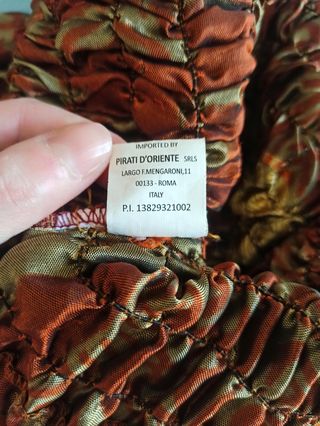 IMPORTED BY
PIRATI D'ORIENTE SRLS
LARGO F.MENGARONI,11
00133 - ROMA
ITALY
P.I. 13829321002